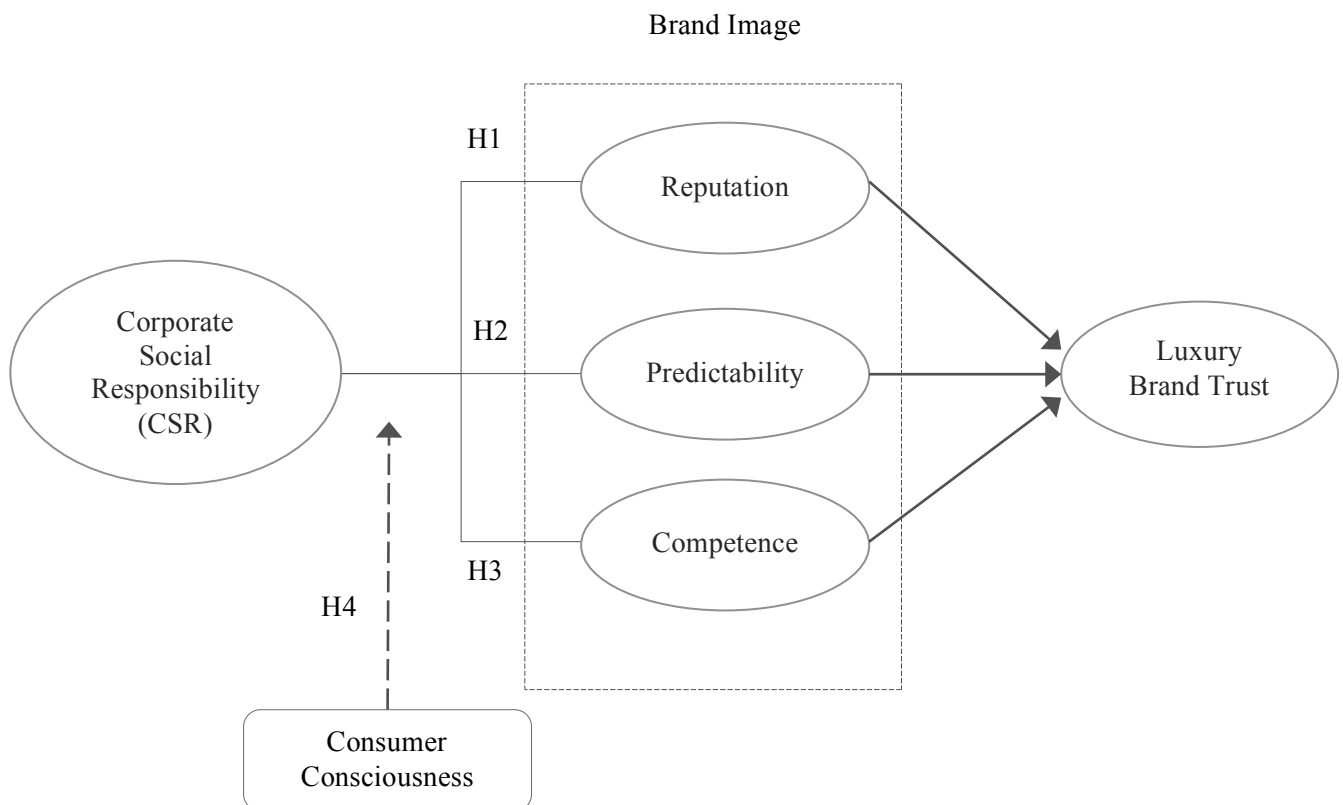 Brand Image
H1
Reputation
Corporate
Social
Responsibility
(CSR)
H2
Predictability
Luxury
Brand Trust
H3
Competence
H4
Consumer
Consciousness